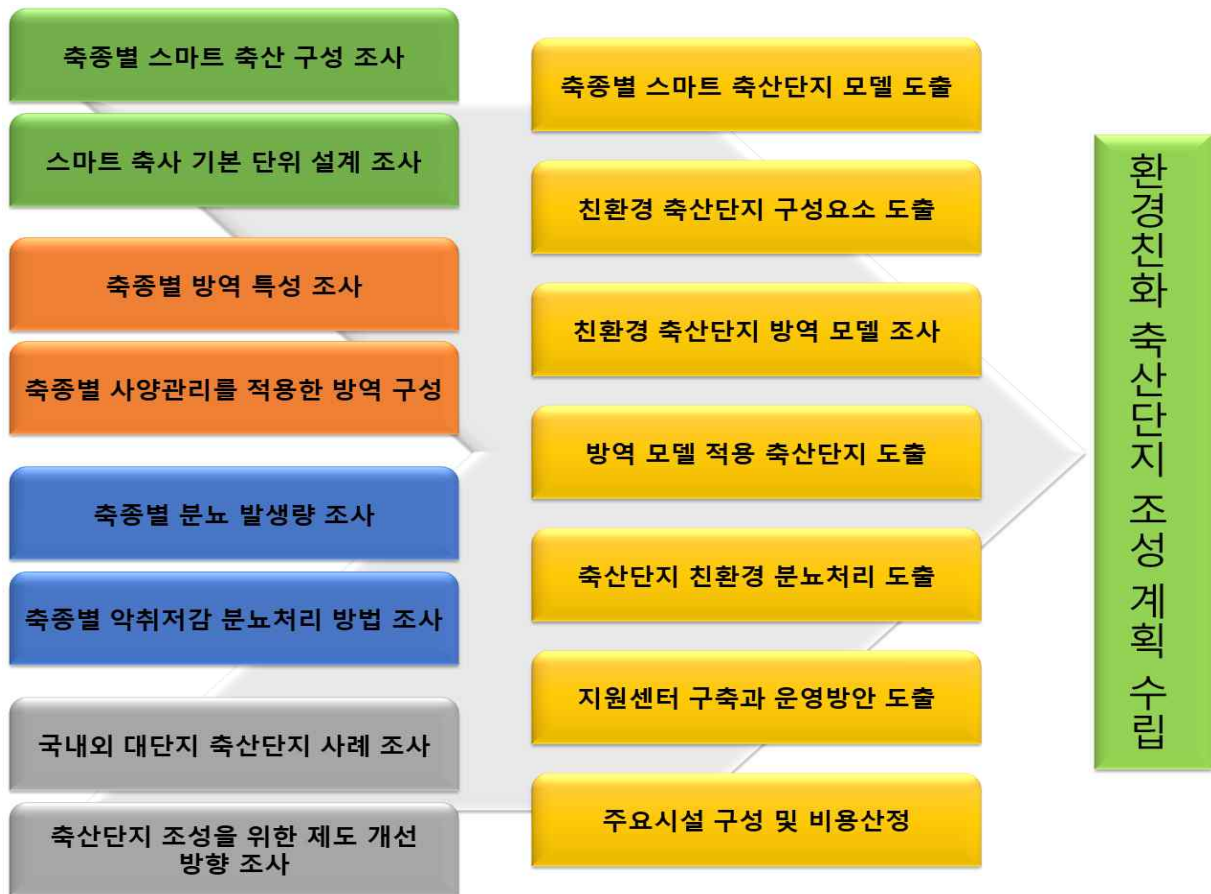 축종별 스마트 축산 구성 조사
스마트 축사 기본 단위 설계 조사
축종별 방역 특성 조사
축종별 사양관리를 적용한 방역 구성
축종별 분뇨 발생량 조사
축종별 악취저감 분뇨처리 방법 조사
국내외 대단지 축산단지 사례 조사
축산단지 조성을 위한 제도 개선
방향 조사
축종별 스마트 축산단지 모델 도출
친환경 축산단지 구성요소 도출
친환경 축산단지 방역 모델 조사
방역 모델 적용 축산단지 도출
축산단지 친환경 분뇨처리 도출
지원센터 구축과 운영방안 도출
주요시설 구성 및 비용산정
환경친화 축산단지 조성 계획 수립